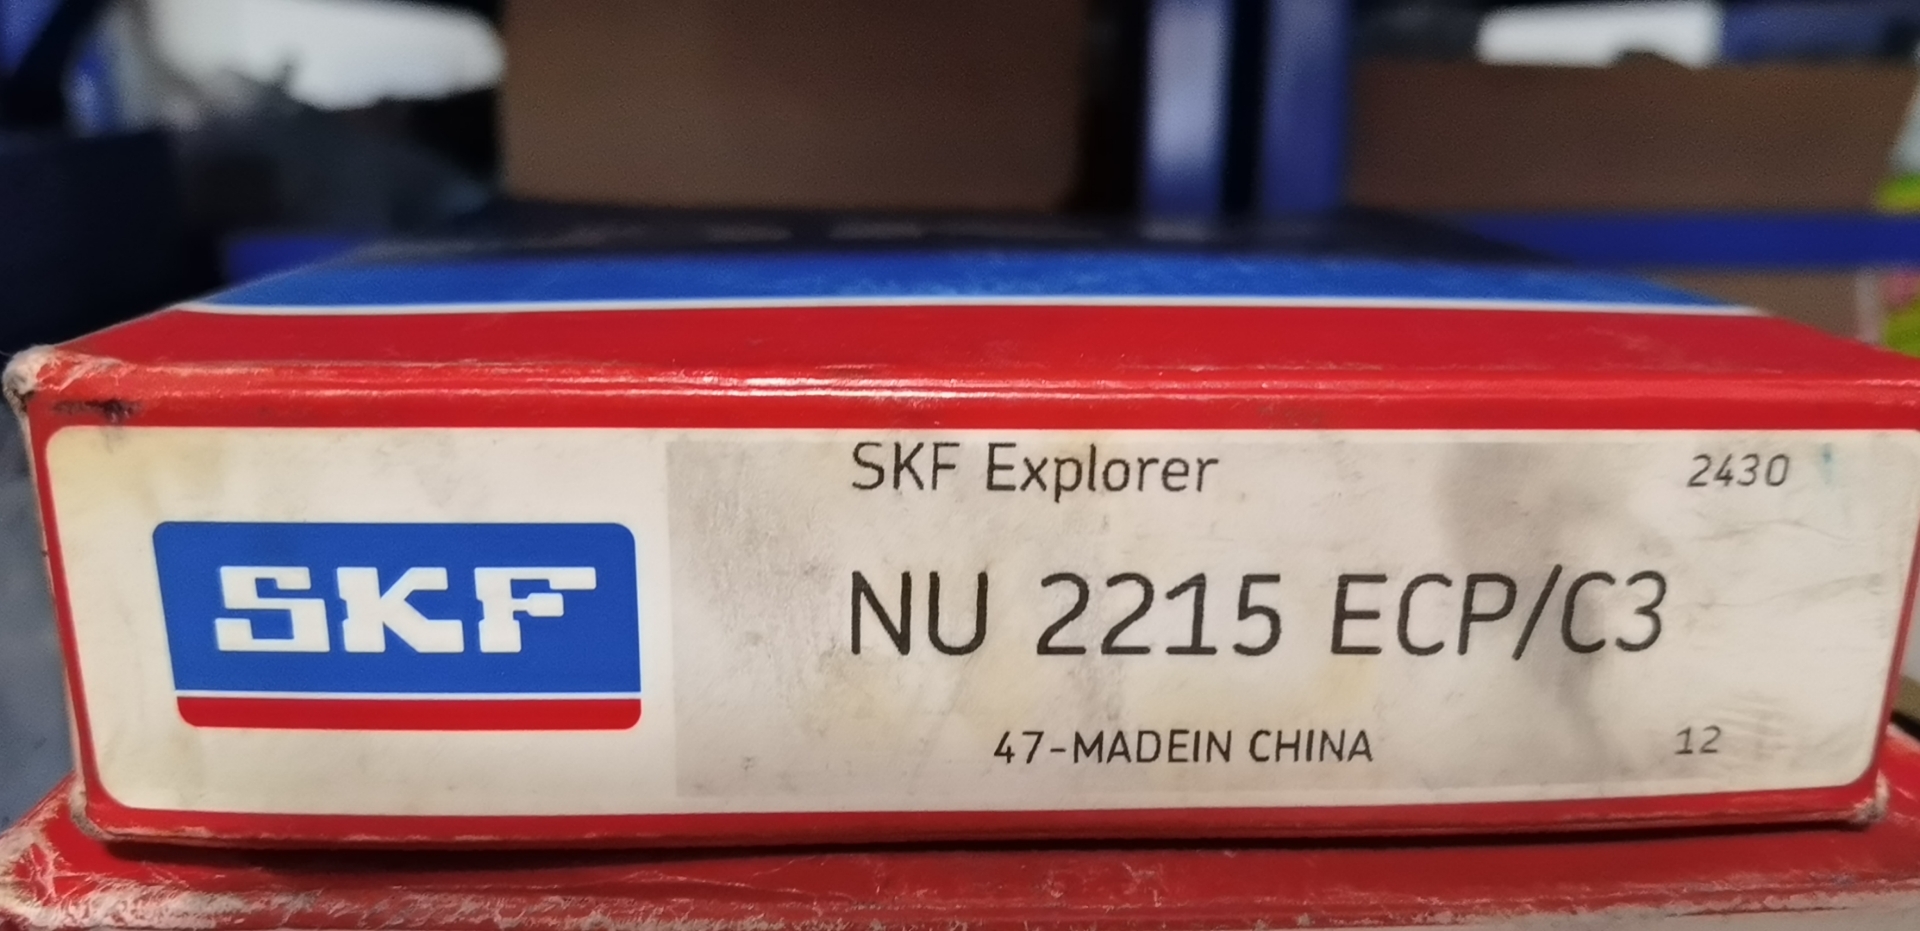 SKF Explorer 2430
SKF
NU 2215 ECP/C3
47-MADEIN CHINA 12